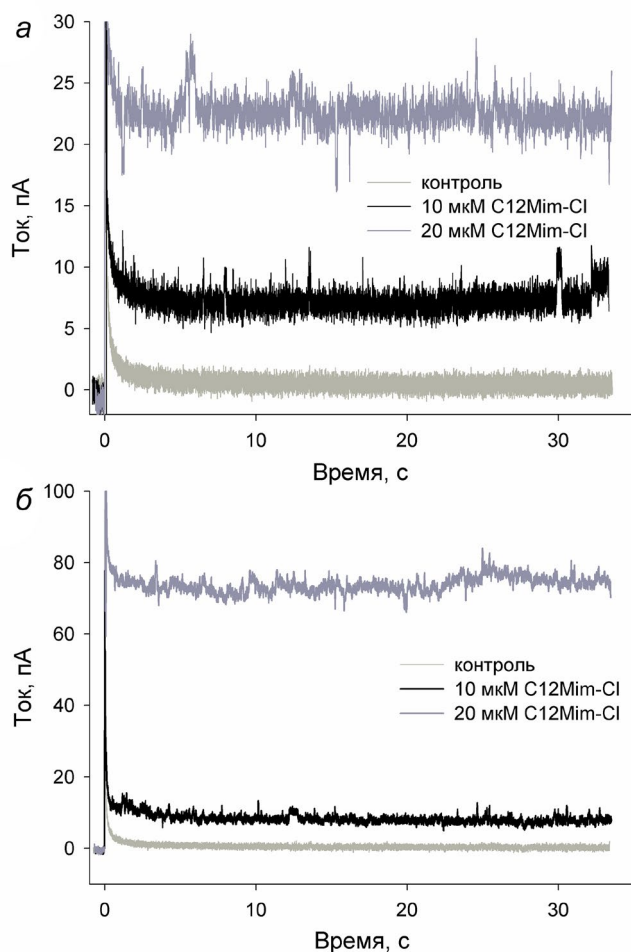 а
30
25
20
15
10
5
0
Ток, пА
контроль
10 мкМ C12Mim-Cl
20 мкМ C12Mim-Cl
0 10 20 30
Время, с
б
100
80
60
40
20
0
Ток, пА
контроль
10 мкМ C12Mim-Cl
20 мкМ C12Mim-Cl
0 10 20 30
Время, с